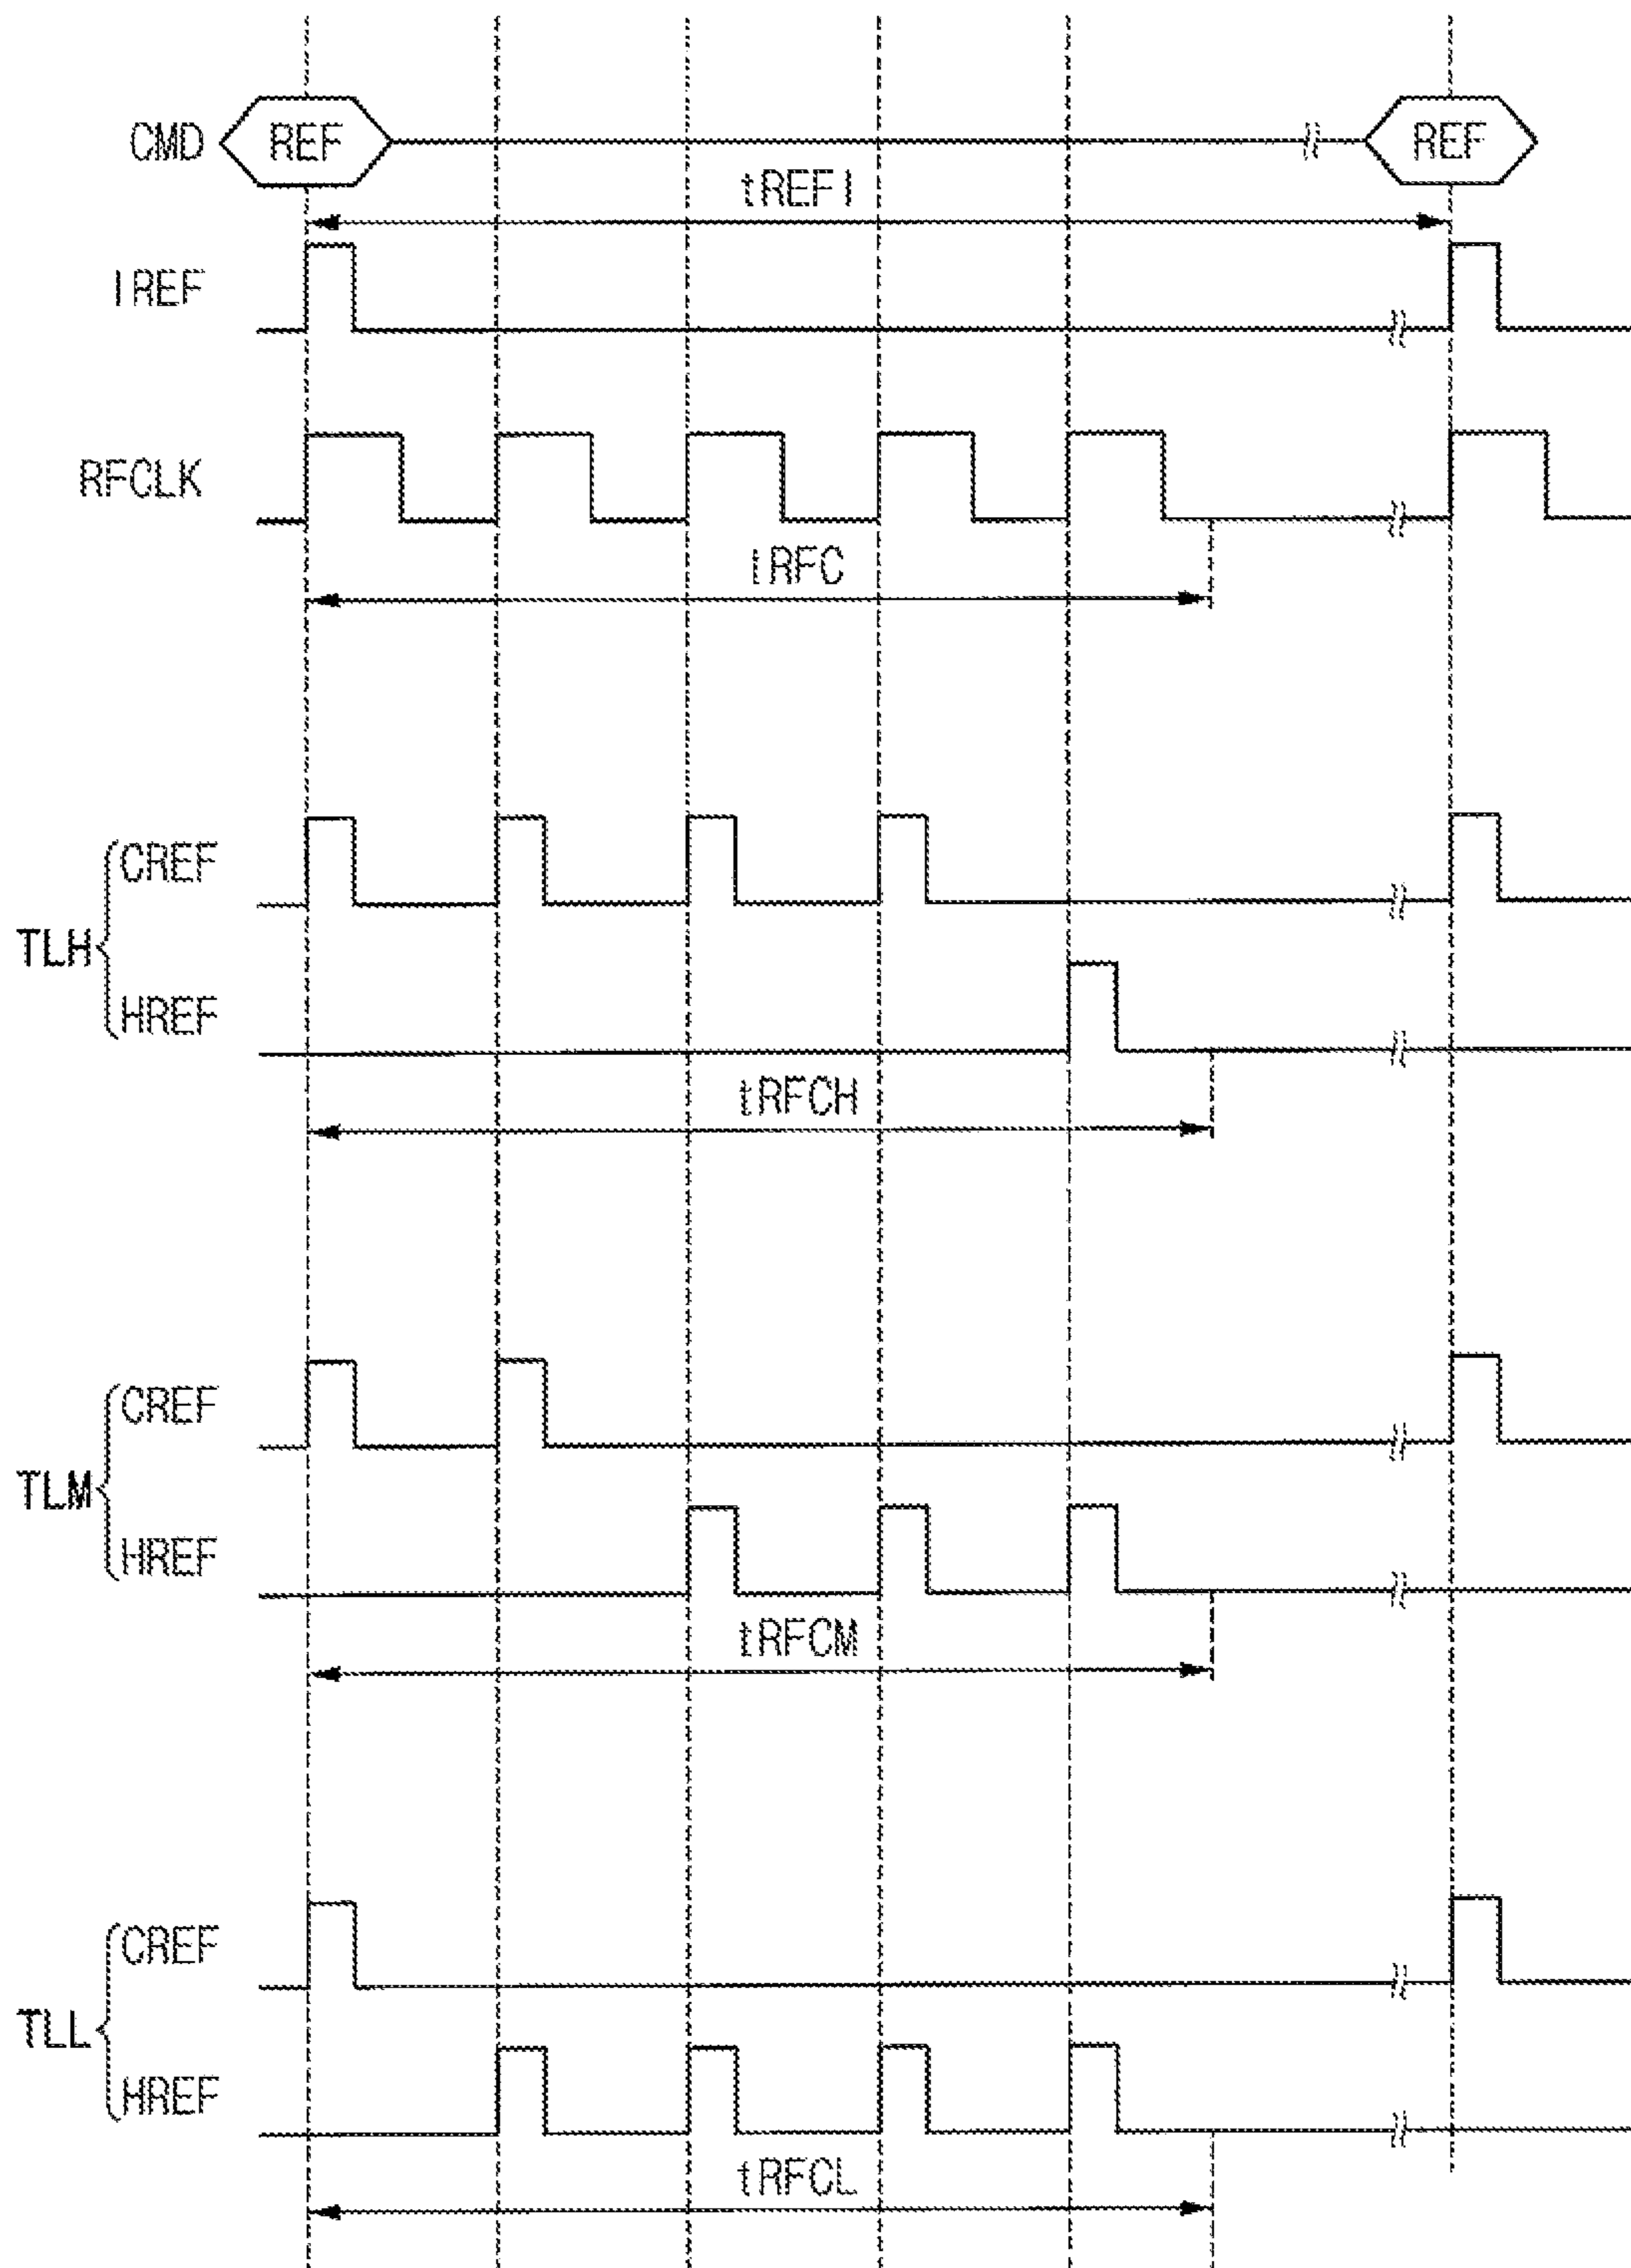 CMD REF REF
tREFI
IREF
RFCLK
tRFC
CREF
TLH
HREF
tRFCH
CREF
TLM
HREF
tRFCM
CREF
TLL
HREF
tRFCL